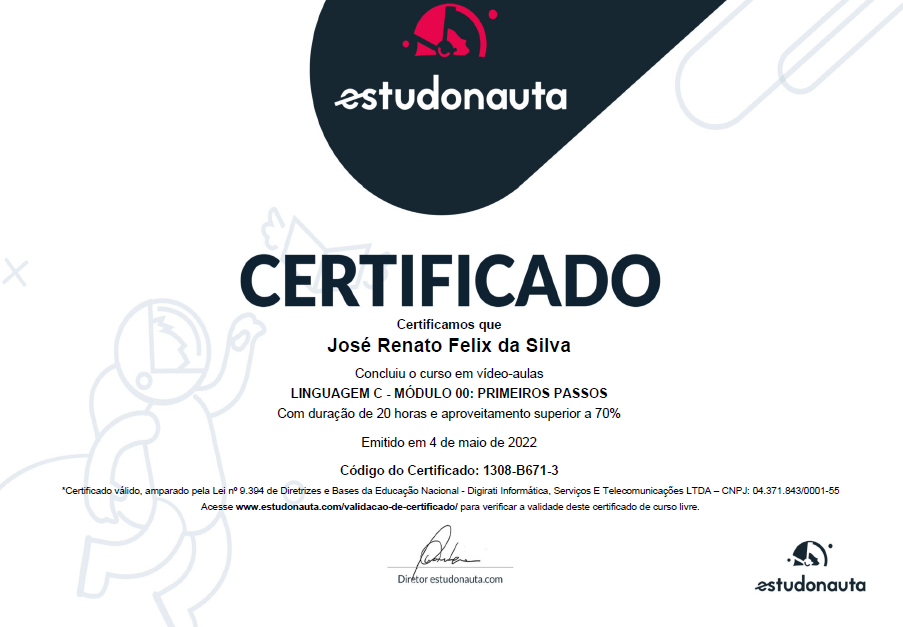 estudonauta
CERTIFICADO
Certificamos que
José Renato Felix da Silva
Concluiu o curso em vídeo-aulas
LINGUAGEM C - MÓDULO 00: PRIMEIROS PASSOS
Com duração de 20 horas e aproveitamento superior a 70%
Emitido em 4 de maio de 2022
Código do Certificado: 1308-B671-3
*Certificado válido, amparado pela Lei nº 9.394 de Diretrizes e Bases da Educação Nacional - Digirati Informática, Serviços E Telecomunicações LTDA – CNPJ: 04.371.843/0001-55
Acesse www.estudonauta.com/validacao-de-certificado/ para verificar a validade deste certificado de curso livre.
Diretor estudonauta.com
estudonauta